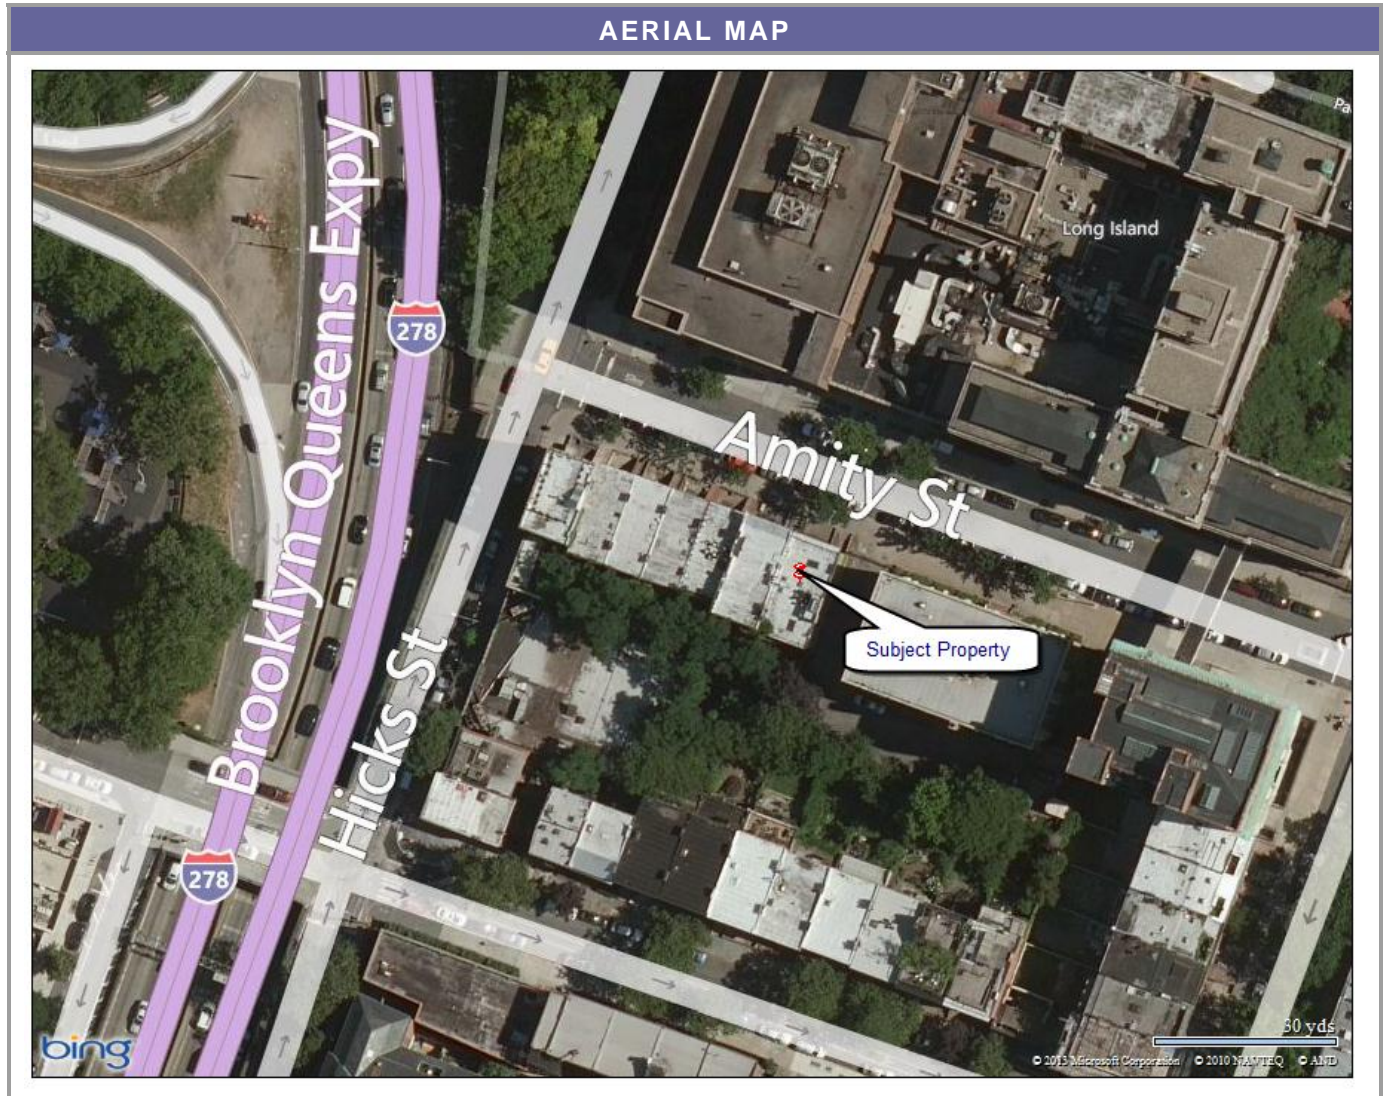 AERIAL MAP
Pa
Long Island
Brooklyn Queens Expy
278
Amity St
Subject Property
Hicks St
278
30 yds
bing
© 2013 Microsoft Corporation © 2010 NAVTEQ © AND